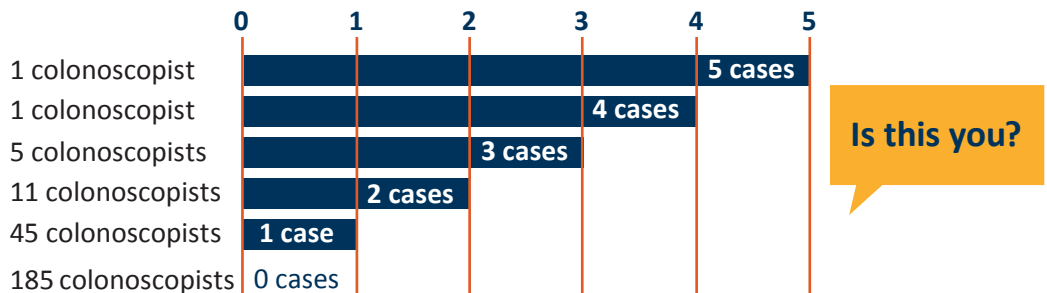 0 1 2 3 4 5
1 colonoscopist 5 cases
1 colonoscopist 4 cases
5 colonoscopists 3 cases
11 colonoscopists 2 cases
45 colonoscopists 1 case
185 colonoscopists 0 cases
Is this you?